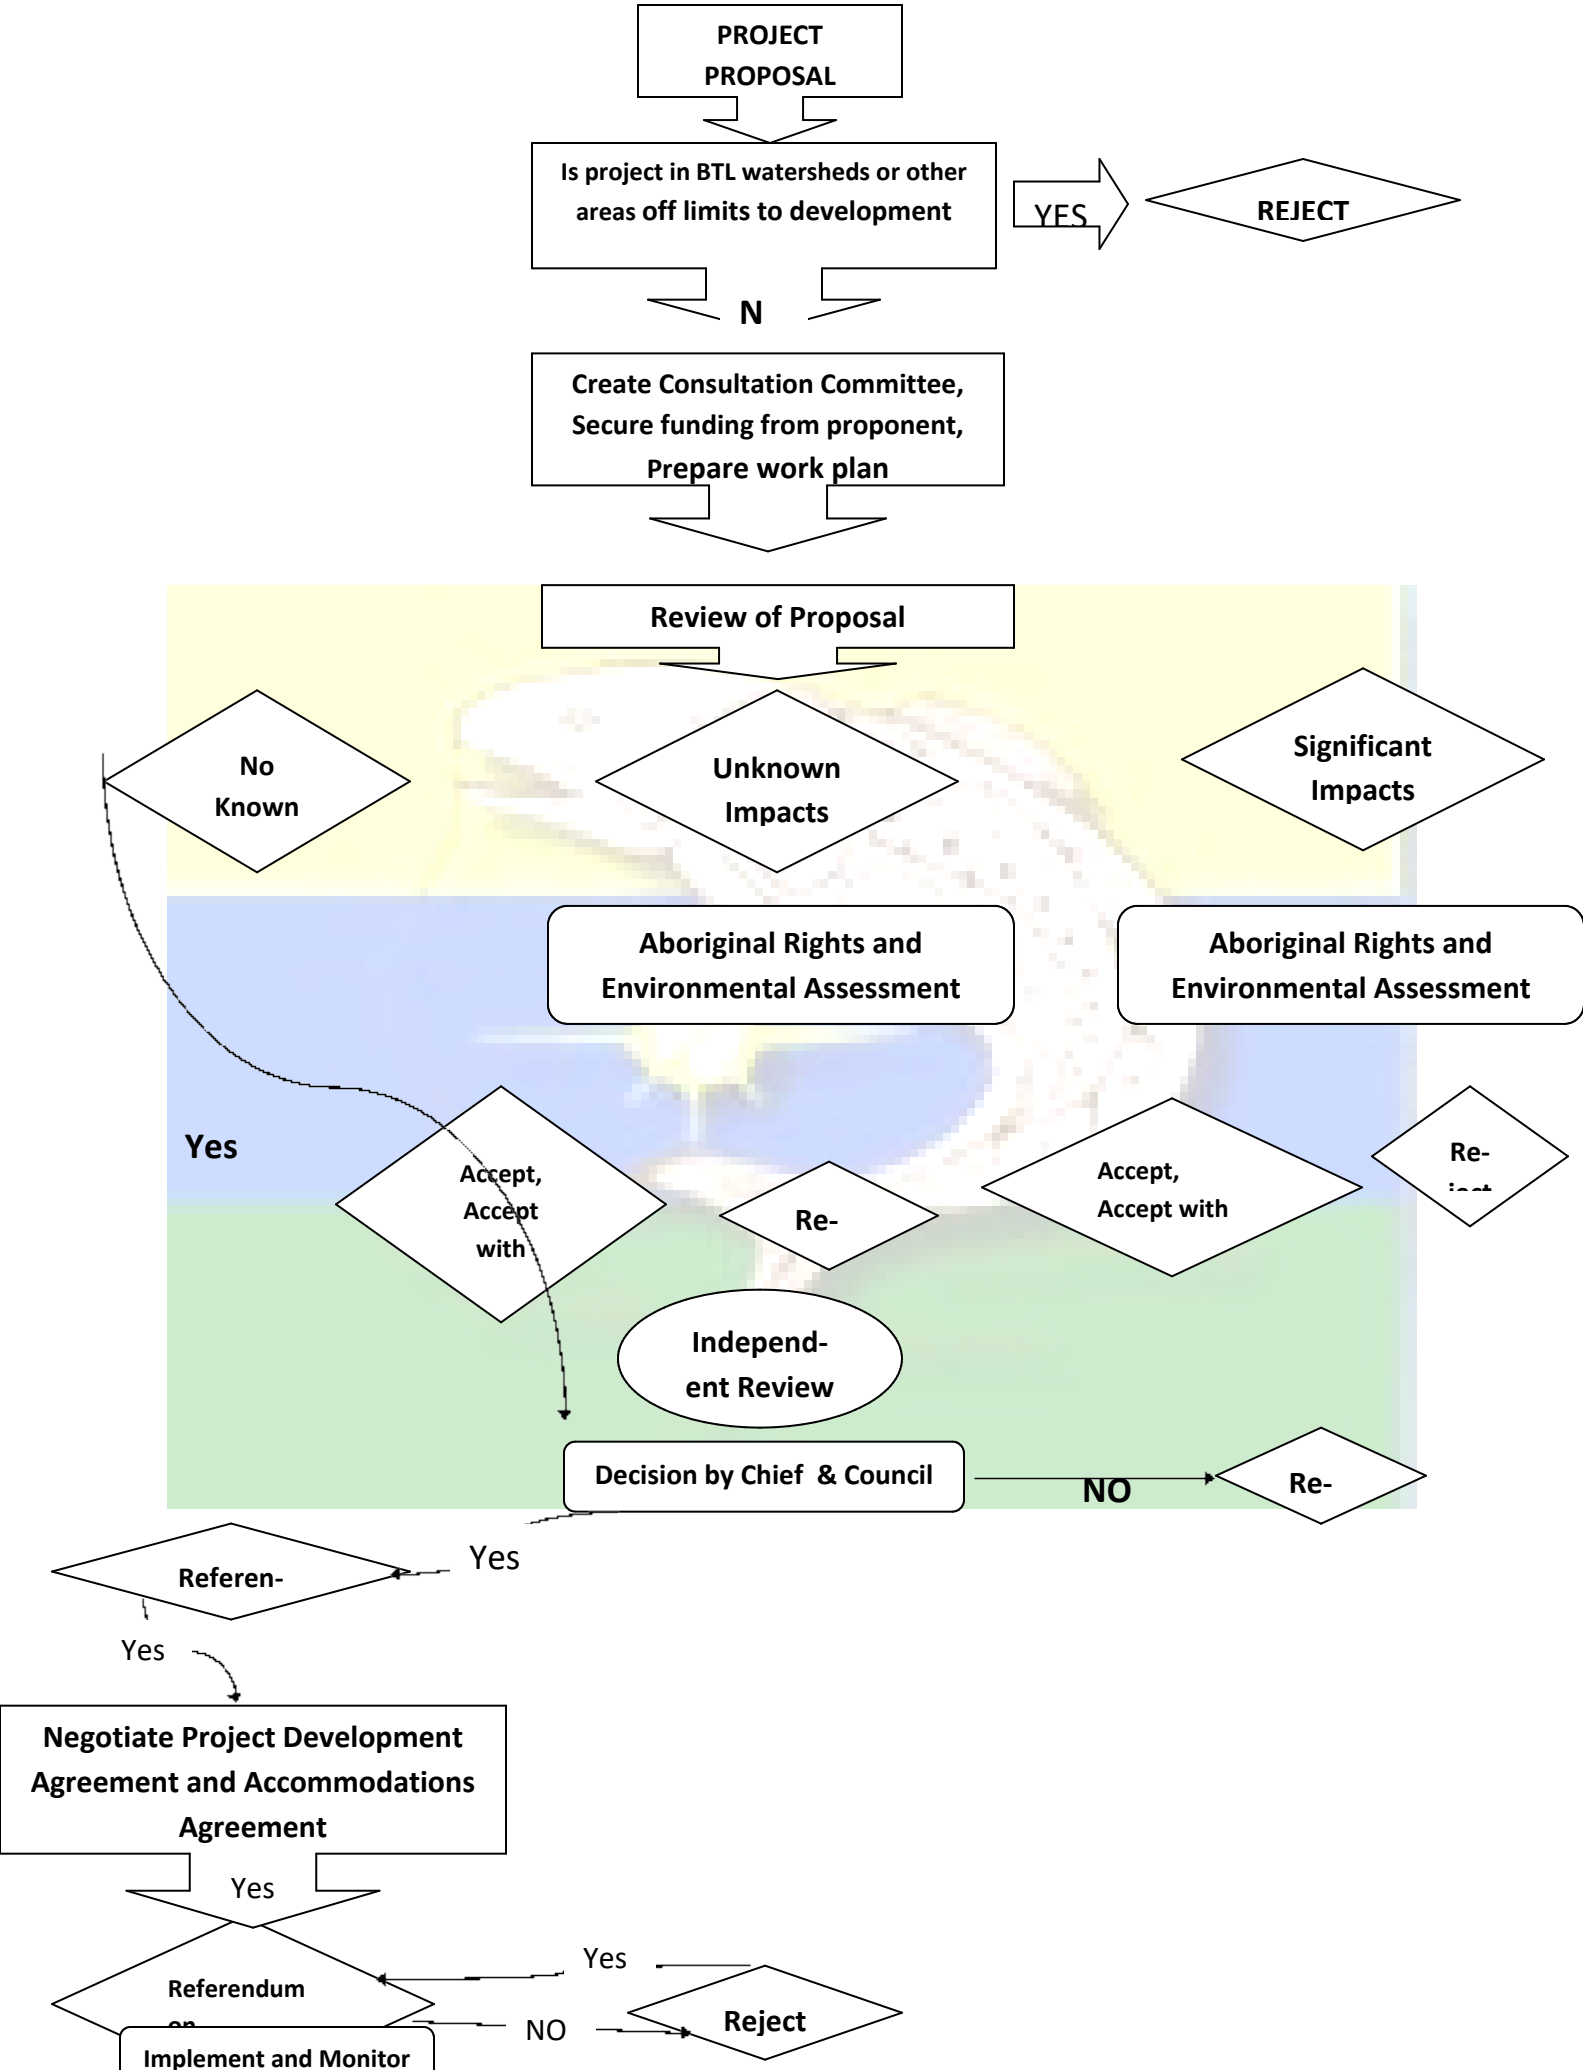 PROJECT
PROPOSAL
Is project in BTL watersheds or other
areas off limits to development
YES
REJECT
N
Create Consultation Committee,
Secure funding from proponent,
Prepare work plan
Review of Proposal
No
Known
Unknown
Impacts
Significant
Impacts
Aboriginal Rights and
Environmental Assessment
Aboriginal Rights and
Environmental Assessment
Yes
Accept,
Accept
with
Re-
Accept,
Accept with
Re-
Independ-
ent Review
Decision by Chief & Council
NO
Re-
Yes
Referen-
Yes
Negotiate Project Development
Agreement and Accommodations
Agreement
Yes
Referendum
on
Yes
NO
Reject
Implement and Monitor